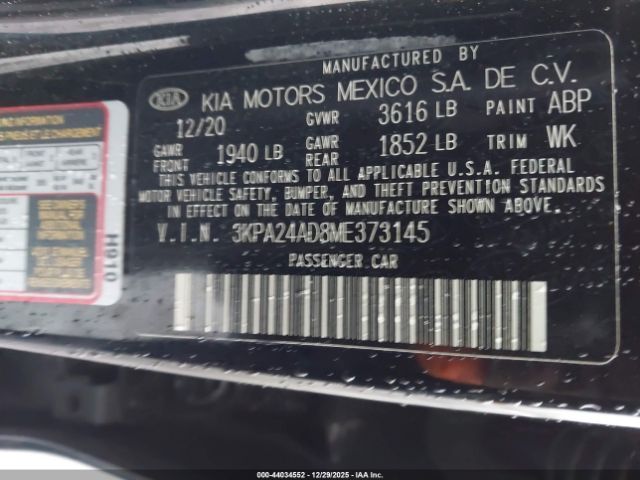 MANUFACTURED BY
KIA KIA MOTORS MEXICO S.A. DE C.V.
12/20 GVWR 3616 LB PAINT ABP
GAWR FRONT 1940 LB GAWR REAR 1852 LB TRIM WK
THIS VEHICLE CONFORMS TO ALL APPLICABLE U.S.A. FEDERAL
MOTOR VEHICLE SAFETY, BUMPER, AND THEFT PREVENTION STANDARDS
IN EFFECT ON THE DATE OF MANUFACTURE SHOWN ABOVE.
V.I.N. 3KPA24AD8ME373145
PASSENGER CAR
INFORMATION
H910
000-44034552 / 12/29/2025 - IAA Inc.